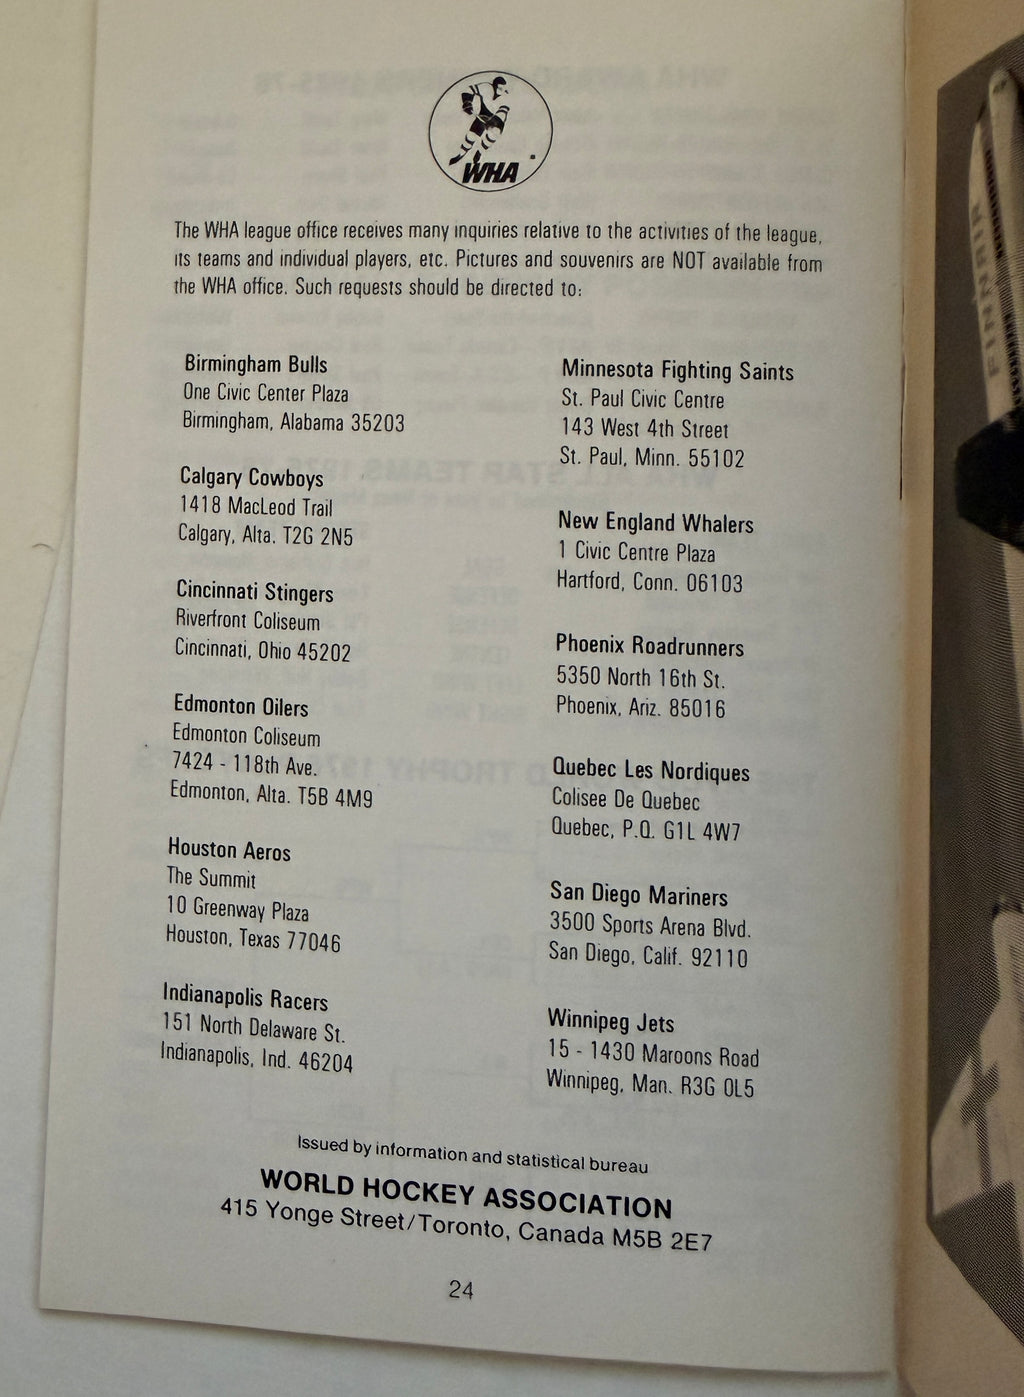 WHA
The WHA league office receives many inquiries relative to the activities of the league,
its teams and individual players, etc. Pictures and souvenirs are NOT available from
the WHA office. Such requests should be directed to:
Birmingham Bulls
One Civic Center Plaza
Birmingham, Alabama 35203
Calgary Cowboys
1418 MacLeod Trail
Calgary, Alta. T2G 2N5
Cincinnati Stingers
Riverfront Coliseum
Cincinnati, Ohio 45202
Edmonton Oilers
Edmonton Coliseum
7424 - 118th Ave.
Edmonton, Alta. T5B 4M9
Houston Aeros
The Summit
10 Greenway Plaza
Houston, Texas 77046
Indianapolis Racers
151 North Delaware St.
Indianapolis, Ind. 46204
Minnesota Fighting Saints
St. Paul Civic Centre
143 West 4th Street
St. Paul, Minn. 55102
New England Whalers
1 Civic Centre Plaza
Hartford, Conn. 06103
Phoenix Roadrunners
5350 North 16th St.
Phoenix, Ariz. 85016
Quebec Les Nordiques
Colisee De Quebec
Quebec, P.Q. G1L 4W7
San Diego Mariners
3500 Sports Arena Blvd.
San Diego, Calif. 92110
Winnipeg Jets
15 - 1430 Maroons Road
Winnipeg, Man. R3G 0L5
Issued by information and statistical bureau
WORLD HOCKEY ASSOCIATION
415 Yonge Street/Toronto, Canada M5B 2E7
24